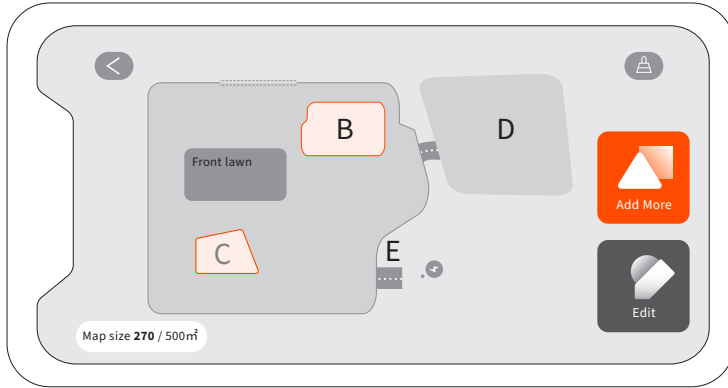 B
D
Front lawn
Add More
C
E
Edit
Map size 270 / 500㎡